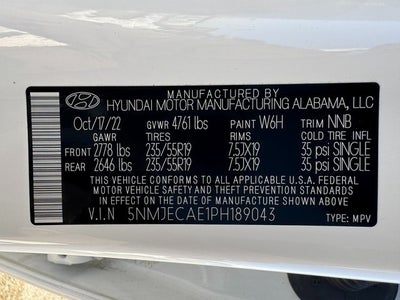 MANUFACTURED BY
HYUNDAI MOTOR MANUFACTURING ALABAMA, LLC
Oct/17/22 GVWR 4761 lbs PAINT W6H TRIM NNB
GAWR TIRES RIMS COLD TIRE INFL
FRONT 2778 lbs 235/55R19 7.5JX19 35 psi SINGLE
REAR 2646 lbs 235/55R19 7.5JX19 35 psi SINGLE
THIS VEHICLE CONFORMS TO ALL APPLICABLE U.S.A FEDERAL
MOTOR VEHICLE SAFETY AND THEFT PREVENTION STANDARDS
IN EFFECT ON THE DATE OF MANUFACTURE SHOWN ABOVE.
V.I.N 5NMJECAE1PH189043 TYPE: MPV